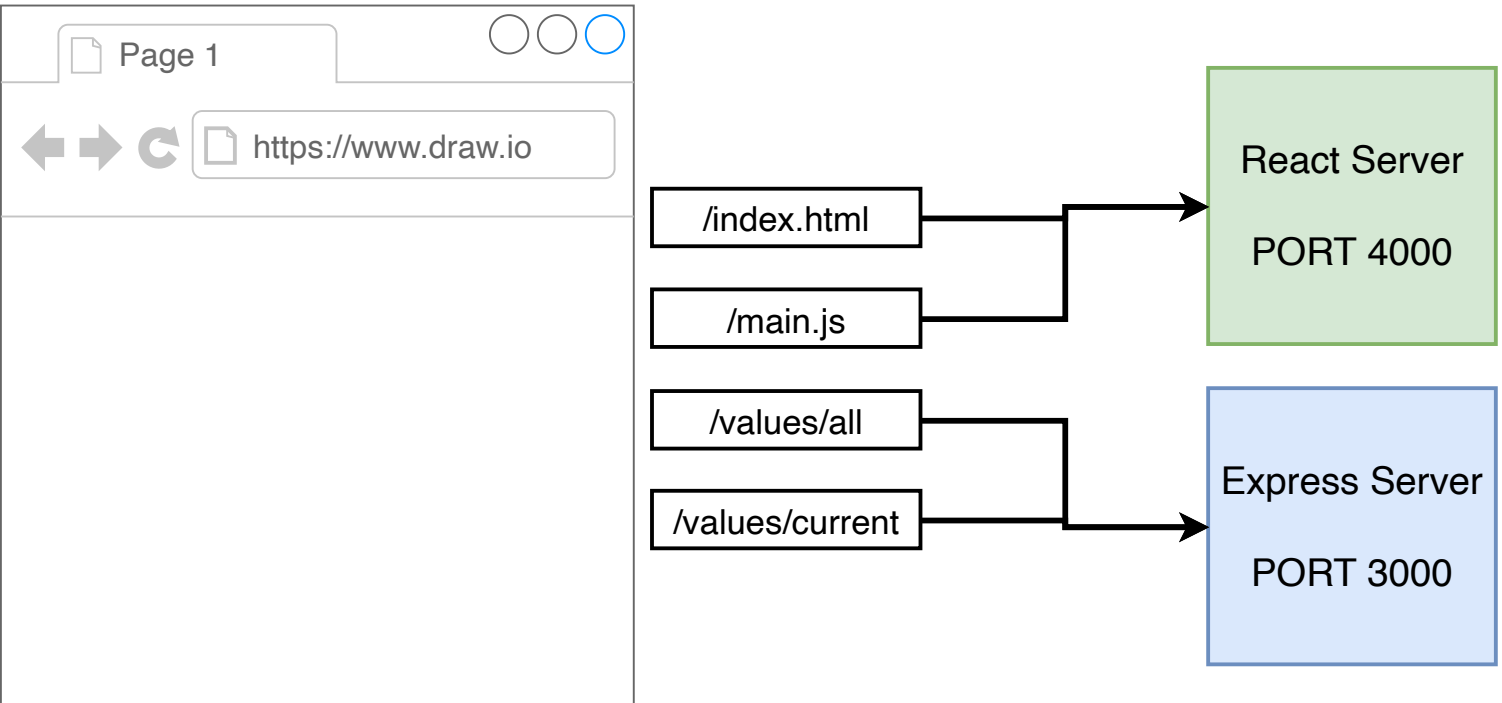 Page 1
https://www.draw.io
/index.html
/main.js
/values/all
/values/current
React Server
PORT 4000
Express Server
PORT 3000